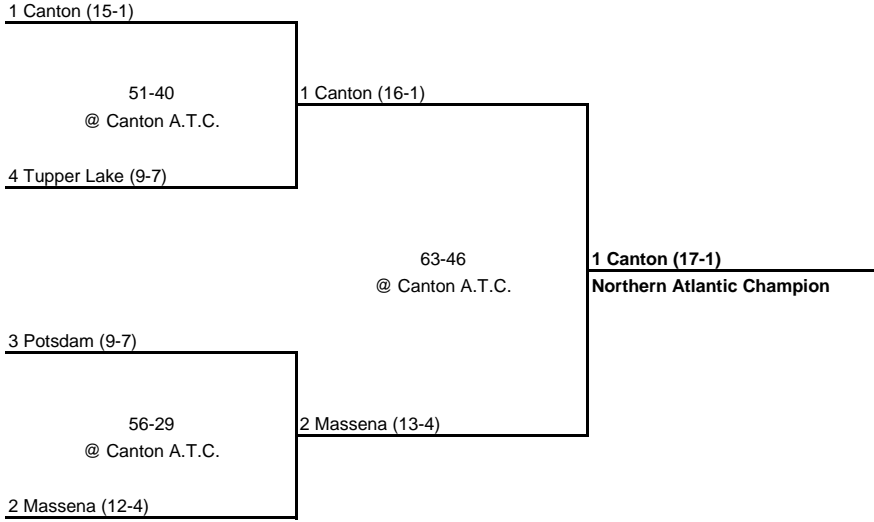 1 Canton (15-1)
51-40
@ Canton A.T.C.
1 Canton (16-1)
4 Tupper Lake (9-7)
63-46
@ Canton A.T.C.
1 Canton (17-1)
Northern Atlantic Champion
3 Potsdam (9-7)
56-29
@ Canton A.T.C.
2 Massena (13-4)
2 Massena (12-4)